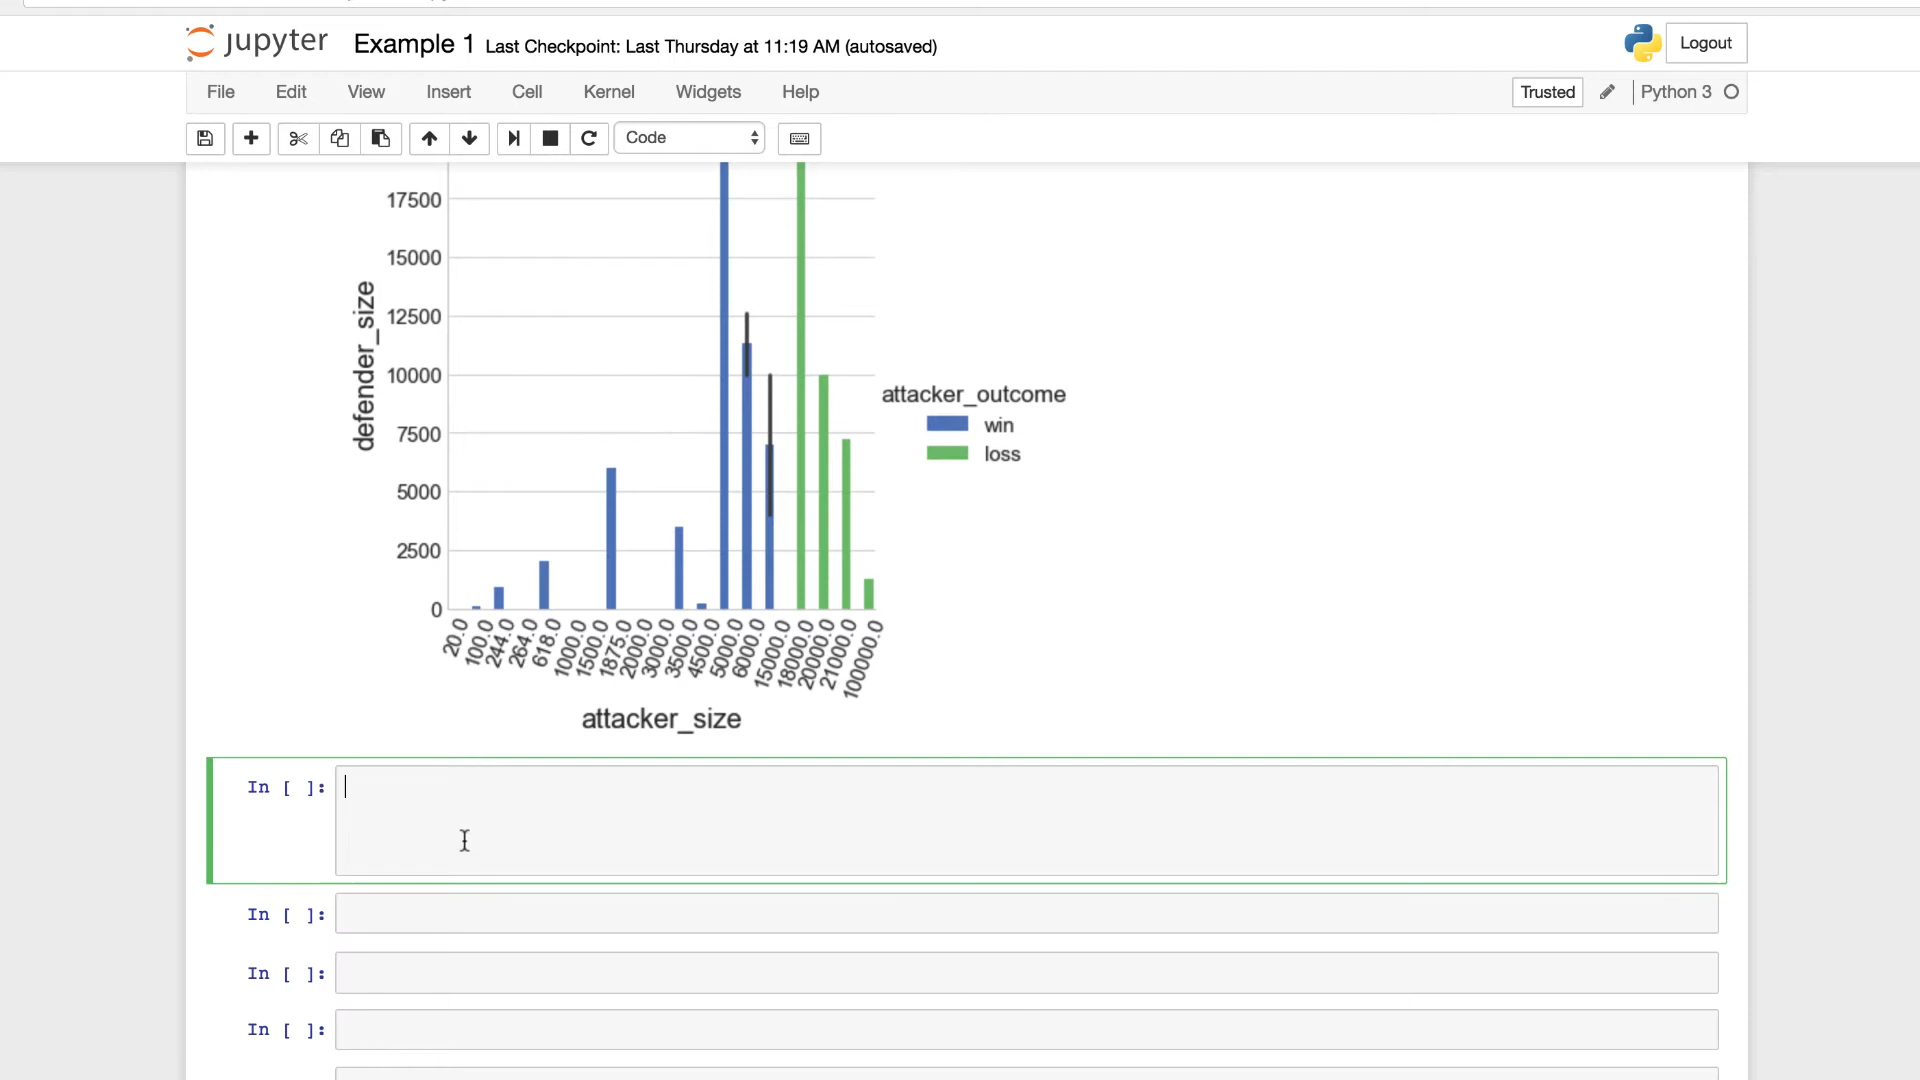 jupyter Example 1 Last Checkpoint: Last Thursday at 11:19 AM (autosaved)
Logout
File Edit View Insert Cell Kernel Widgets Help
Trusted Python 3
Code
17500
15000
12500
10000
7500
5000
2500
0
defender_size
attacker_outcome
win
loss
20.0 100.0 244.0 264.0 618.0 1000.0 1500.0 1875.0 2000.0 3000.0 3500.0 4500.0 5000.0 6000.0 15000.0 18000.0 20000.0 21000.0 100000.0
attacker_size
In [ ]:
In [ ]:
In [ ]:
In [ ]: